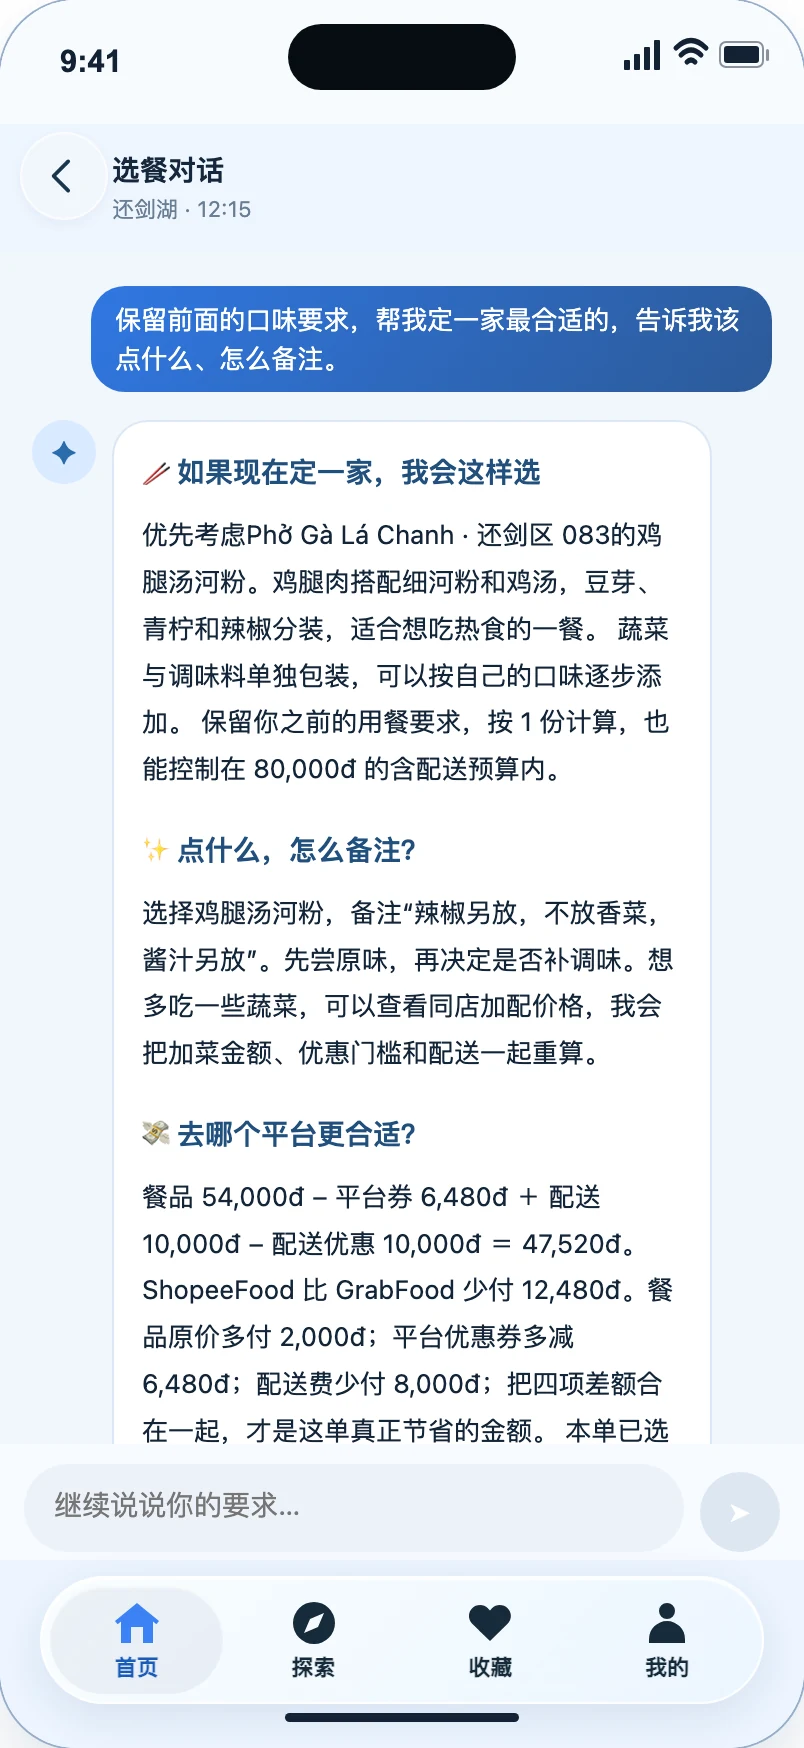 9:41
选餐对话
还剑湖 · 12:15
保留前面的口味要求，帮我定一家最合适的，告诉我该
点什么、怎么备注。
🥢 如果现在定一家，我会这样选
优先考虑Phở Gà Lá Chanh · 还剑区 083的鸡
腿汤河粉。鸡腿肉搭配细河粉和鸡汤，豆芽、
青柠和辣椒分装，适合想吃热食的一餐。 蔬菜
与调味料单独包装，可以按自己的口味逐步添
加。 保留你之前的用餐要求，按 1 份计算，也
能控制在 80,000đ 的含配送预算内。
✨ 点什么，怎么备注？
选择鸡腿汤河粉，备注“辣椒另放，不放香菜，
酱汁另放”。先尝原味，再决定是否补调味。想
多吃一些蔬菜，可以查看同店加配价格，我会
把加菜金额、优惠门槛和配送一起重算。
💸 去哪个平台更合适？
餐品 54,000đ − 平台券 6,480đ ＋ 配送
10,000đ − 配送优惠 10,000đ ＝ 47,520đ。
ShopeeFood 比 GrabFood 少付 12,480đ。餐
品原价多付 2,000đ；平台优惠券多减
6,480đ；配送费少付 8,000đ；把四项差额合
在一起，才是这单真正节省的金额。 本单已选
继续说说你的要求...
首页
探索
收藏
我的